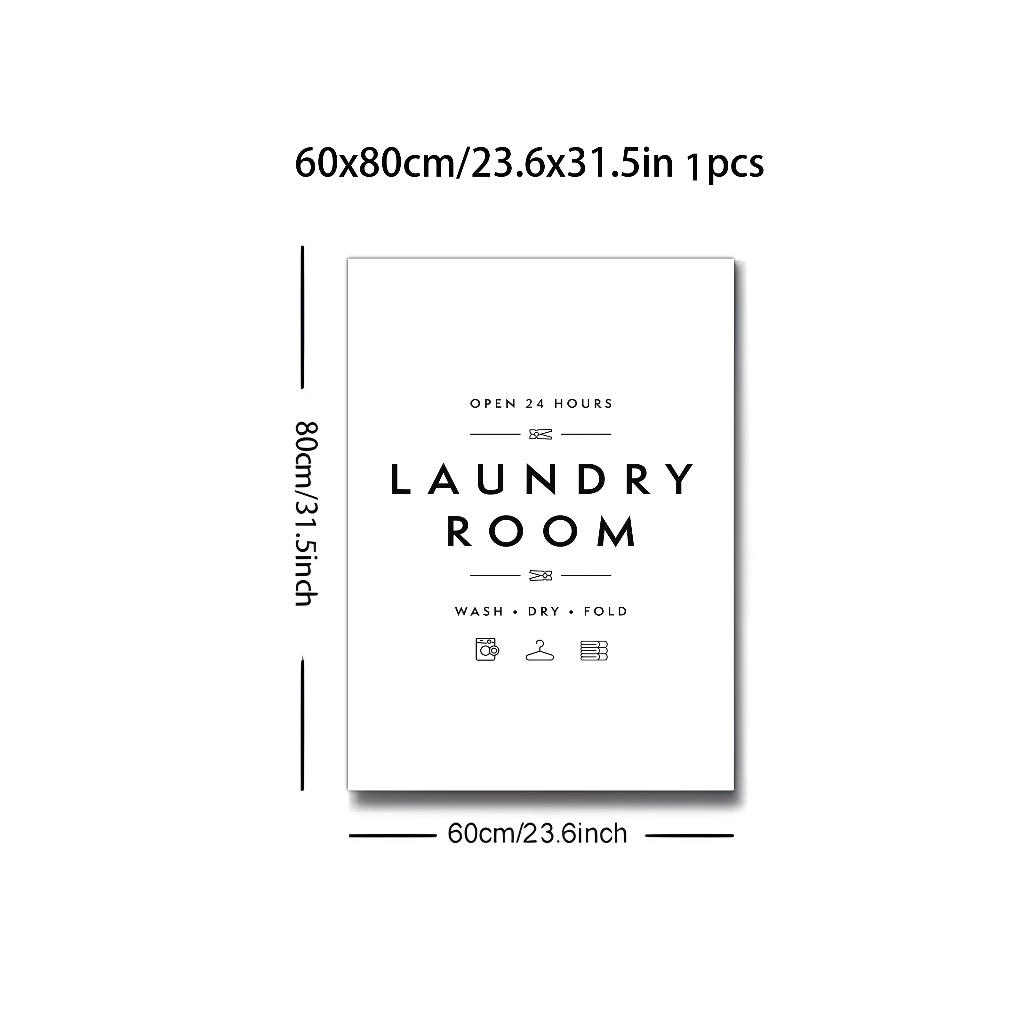 60x80cm/23.6x31.5in 1pcs
80cm/31.5inch
OPEN 24 HOURS
LAUNDRY
ROOM
WASH • DRY • FOLD
60cm/23.6inch